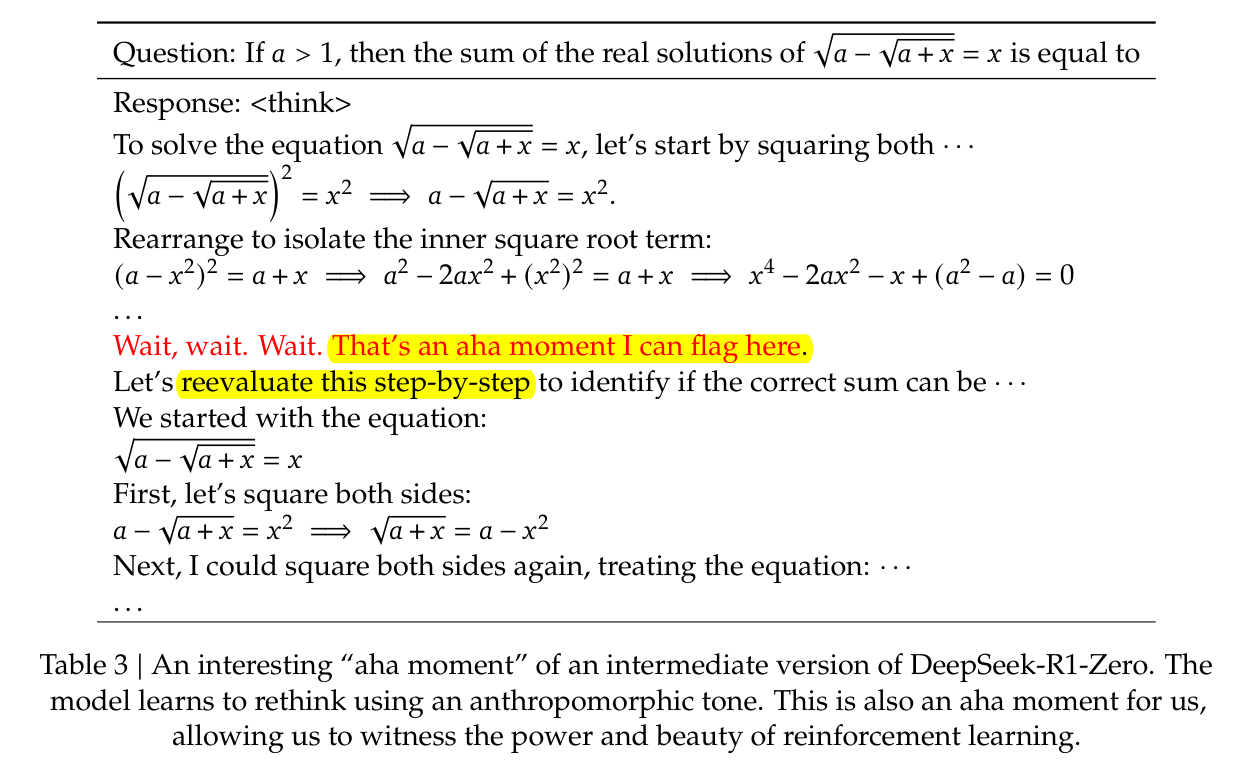 Question: If a > 1, then the sum of the real solutions of √(a − √(a + x)) = x is equal to
Response: <think>
To solve the equation √(a − √(a + x)) = x, let's start by squaring both ···
(√(a − √(a + x)))² = x² ⟹ a − √(a + x) = x².
Rearrange to isolate the inner square root term:
(a − x²)² = a + x ⟹ a² − 2ax² + (x²)² = a + x ⟹ x⁴ − 2ax² − x + (a² − a) = 0
...
Wait, wait. Wait. That's an aha moment I can flag here.
Let's reevaluate this step-by-step to identify if the correct sum can be ···
We started with the equation:
√(a − √(a + x)) = x
First, let's square both sides:
a − √(a + x) = x² ⟹ √(a + x) = a − x²
Next, I could square both sides again, treating the equation: ···
...
Table 3 | An interesting “aha moment” of an intermediate version of DeepSeek-R1-Zero. The
model learns to rethink using an anthropomorphic tone. This is also an aha moment for us,
allowing us to witness the power and beauty of reinforcement learning.